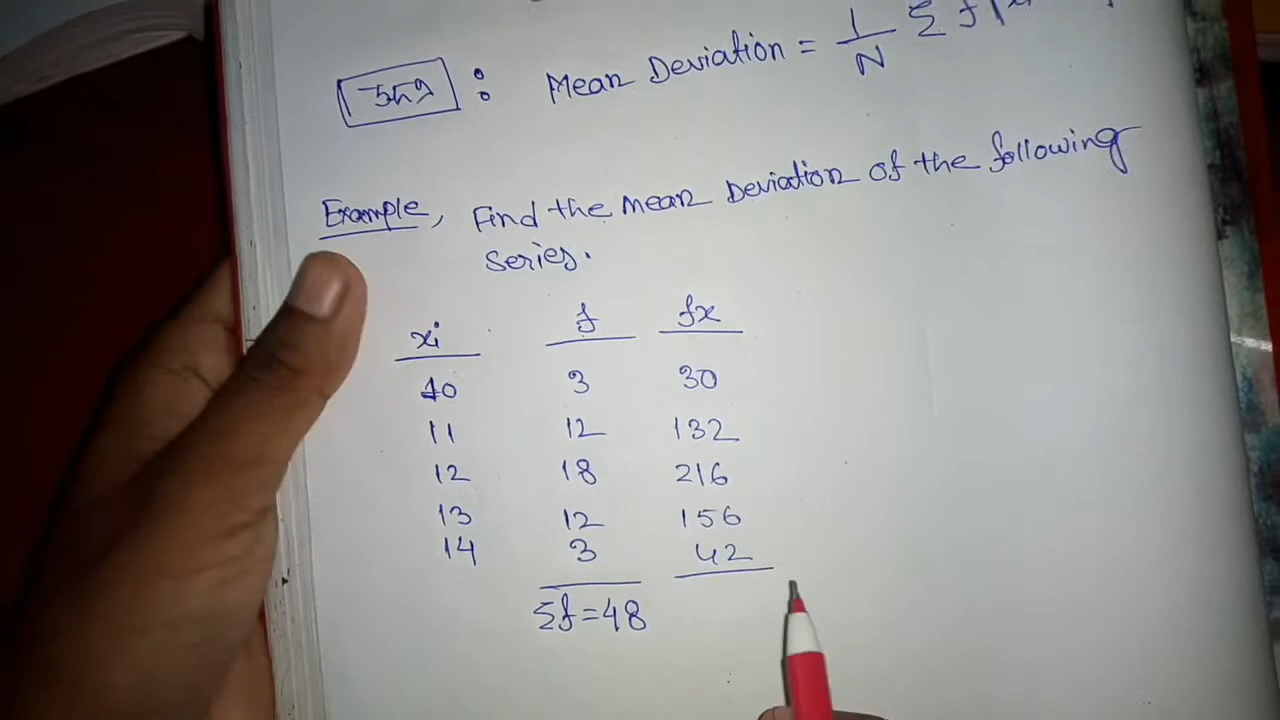 সূত্র : Mean Deviation = 1/N Σ f|x
Example, Find the mean Deviation of the following
series.
xi f fx
10 3 30
11 12 132
12 18 216
13 12 156
14 3 42
Σf=48